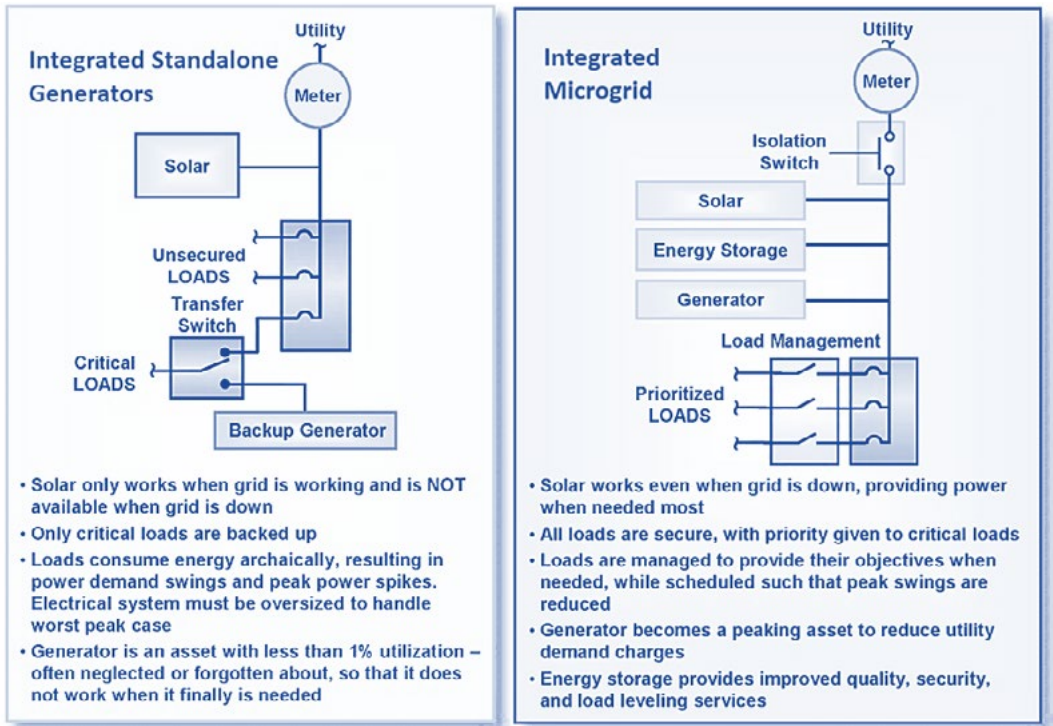 Integrated Standalone
Generators
Utility
Meter
Solar
Unsecured
LOADS
Transfer
Switch
Critical
LOADS
Backup Generator
• Solar only works when grid is working and is NOT
available when grid is down
• Only critical loads are backed up
• Loads consume energy archaically, resulting in
power demand swings and peak power spikes.
Electrical system must be oversized to handle
worst peak case
• Generator is an asset with less than 1% utilization –
often neglected or forgotten about, so that it does
not work when it finally is needed
Integrated
Microgrid
Utility
Meter
Isolation
Switch
Solar
Energy Storage
Generator
Load Management
Prioritized
LOADS
• Solar works even when grid is down, providing power
when needed most
• All loads are secure, with priority given to critical loads
• Loads are managed to provide their objectives when
needed, while scheduled such that peak swings are
reduced
• Generator becomes a peaking asset to reduce utility
demand charges
• Energy storage provides improved quality, security,
and load leveling services